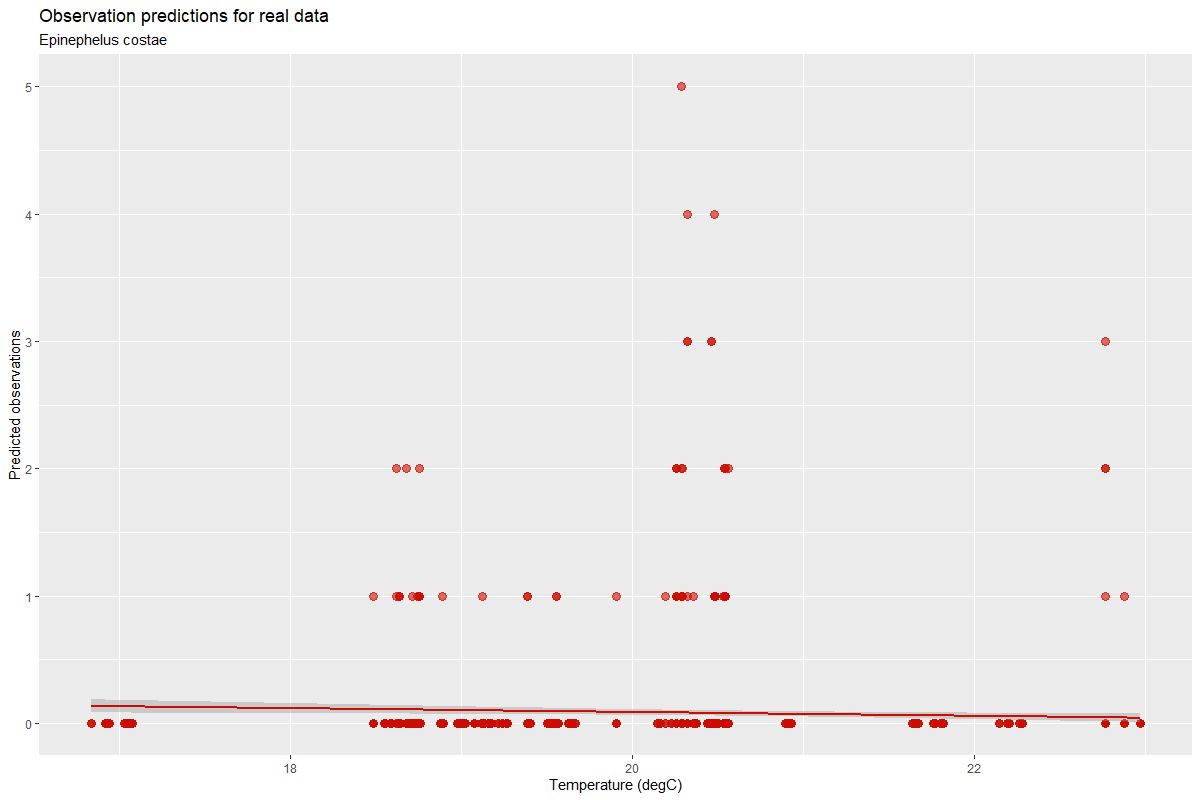 Observation predictions for real data
Epinephelus costae
5
4
3
2
1
0
Predicted observations
18
20
22
Temperature (degC)